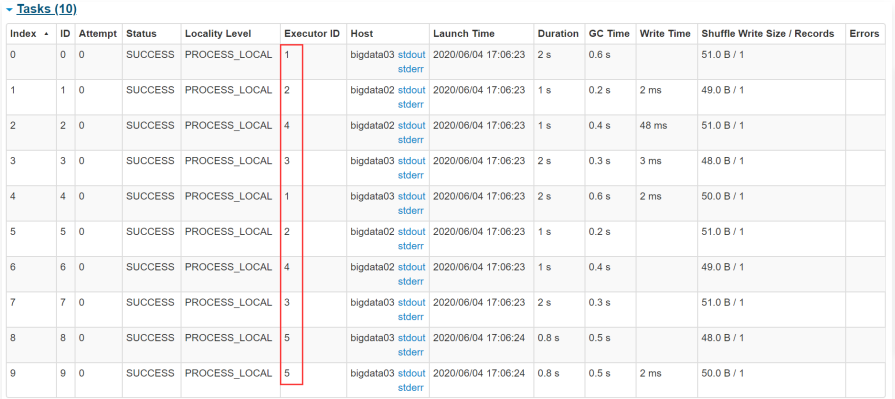 Tasks (10)
Index ID Attempt Status Locality Level Executor ID Host Launch Time Duration GC Time Write Time Shuffle Write Size / Records Errors
0 0 0 SUCCESS PROCESS_LOCAL 1 bigdata03 stdout 2020/06/04 17:06:23 2 s 0.6 s 51.0 B / 1
stderr
1 1 0 SUCCESS PROCESS_LOCAL 2 bigdata02 stdout 2020/06/04 17:06:23 1 s 0.2 s 2 ms 49.0 B / 1
stderr
2 2 0 SUCCESS PROCESS_LOCAL 4 bigdata02 stdout 2020/06/04 17:06:23 1 s 0.4 s 48 ms 51.0 B / 1
stderr
3 3 0 SUCCESS PROCESS_LOCAL 3 bigdata03 stdout 2020/06/04 17:06:23 2 s 0.3 s 3 ms 48.0 B / 1
stderr
4 4 0 SUCCESS PROCESS_LOCAL 1 bigdata03 stdout 2020/06/04 17:06:23 2 s 0.6 s 2 ms 50.0 B / 1
stderr
5 5 0 SUCCESS PROCESS_LOCAL 2 bigdata02 stdout 2020/06/04 17:06:23 1 s 0.2 s 51.0 B / 1
stderr
6 6 0 SUCCESS PROCESS_LOCAL 4 bigdata02 stdout 2020/06/04 17:06:23 1 s 0.4 s 49.0 B / 1
stderr
7 7 0 SUCCESS PROCESS_LOCAL 3 bigdata03 stdout 2020/06/04 17:06:23 2 s 0.3 s 51.0 B / 1
stderr
8 8 0 SUCCESS PROCESS_LOCAL 5 bigdata03 stdout 2020/06/04 17:06:24 0.8 s 0.5 s 48.0 B / 1
stderr
9 9 0 SUCCESS PROCESS_LOCAL 5 bigdata03 stdout 2020/06/04 17:06:24 0.8 s 0.5 s 2 ms 50.0 B / 1
stderr